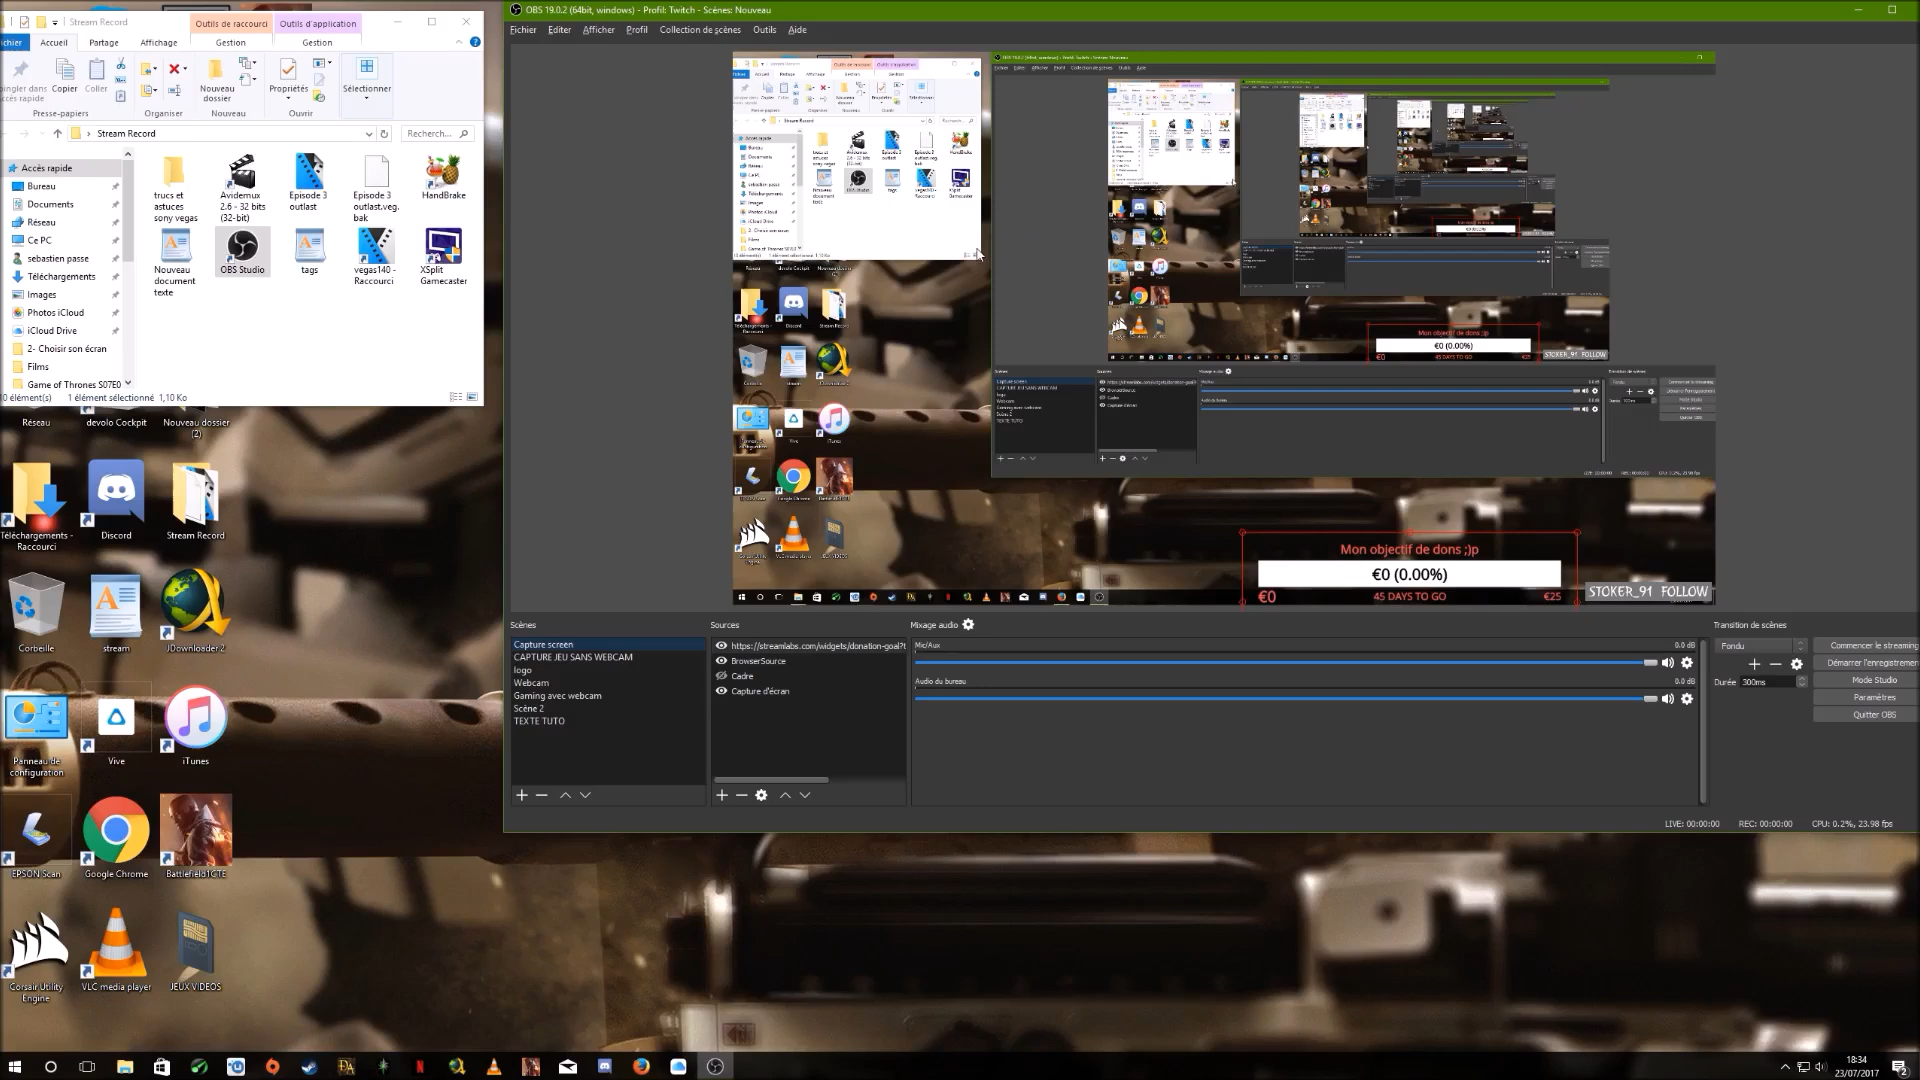 Stream Record
Outils de raccourci
Outils d'application
Accueil
Partage
Affichage
Gestion
Gestion
Copier
Coller
Nouveau dossier
Propriétés
Sélectionner
Presse-papiers
Organiser
Nouveau
Ouvrir
Stream Record
Recherch...
Accès rapide
Bureau
Documents
Réseau
Ce PC
sebastien passe
Téléchargements
Images
Photos iCloud
iCloud Drive
2- Choisir son écran
Films
Game of Thrones S07E0
trucs et astuces sony vegas
Avidemux 2.6 - 32 bits (32-bit)
Episode 3 outlast
Episode 3 outlast.veg.bak
HandBrake
Nouveau document texte
OBS Studio
tags
vegas140 - Raccourci
XSplit Gamecaster
élément(s) 1 élément sélectionné 1,10 Ko
Réseau
devolo Cockpit
Nouveau dossier (2)
Téléchargements - Raccourci
Discord
Stream Record
Corbeille
stream
JDownloader 2
Panneau de configuration
Vive
iTunes
EPSON Scan
Google Chrome
Battlefield1CTE
Corsair Utility Engine
VLC media player
JEUX VIDEOS
OBS 19.0.2 (64bit, windows) - Profil: Twitch - Scènes: Nouveau
Fichier
Editer
Afficher
Profil
Collection de scènes
Outils
Aide
Mon objectif de dons ;)p
€0 (0.00%)
€0
45 DAYS TO GO
€25
STOKER_91 FOLLOW
Scènes
Capture screen
CAPTURE JEU SANS WEBCAM
logo
Webcam
Gaming avec webcam
Scène 2
TEXTE TUTO
Sources
https://streamlabs.com/widgets/donation-goal?t
BrowserSource
Cadre
Capture d'écran
Mixage audio
Mic/Aux
0.0 dB
Audio du bureau
0.0 dB
Transition de scènes
Fondu
Durée 300ms
Commencer le streaming
Démarrer l'enregistremen
Mode Studio
Paramètres
Quitter OBS
LIVE: 00:00:00
REC: 00:00:00
CPU: 0.2%, 23.98 fps
18:34
23/07/2017